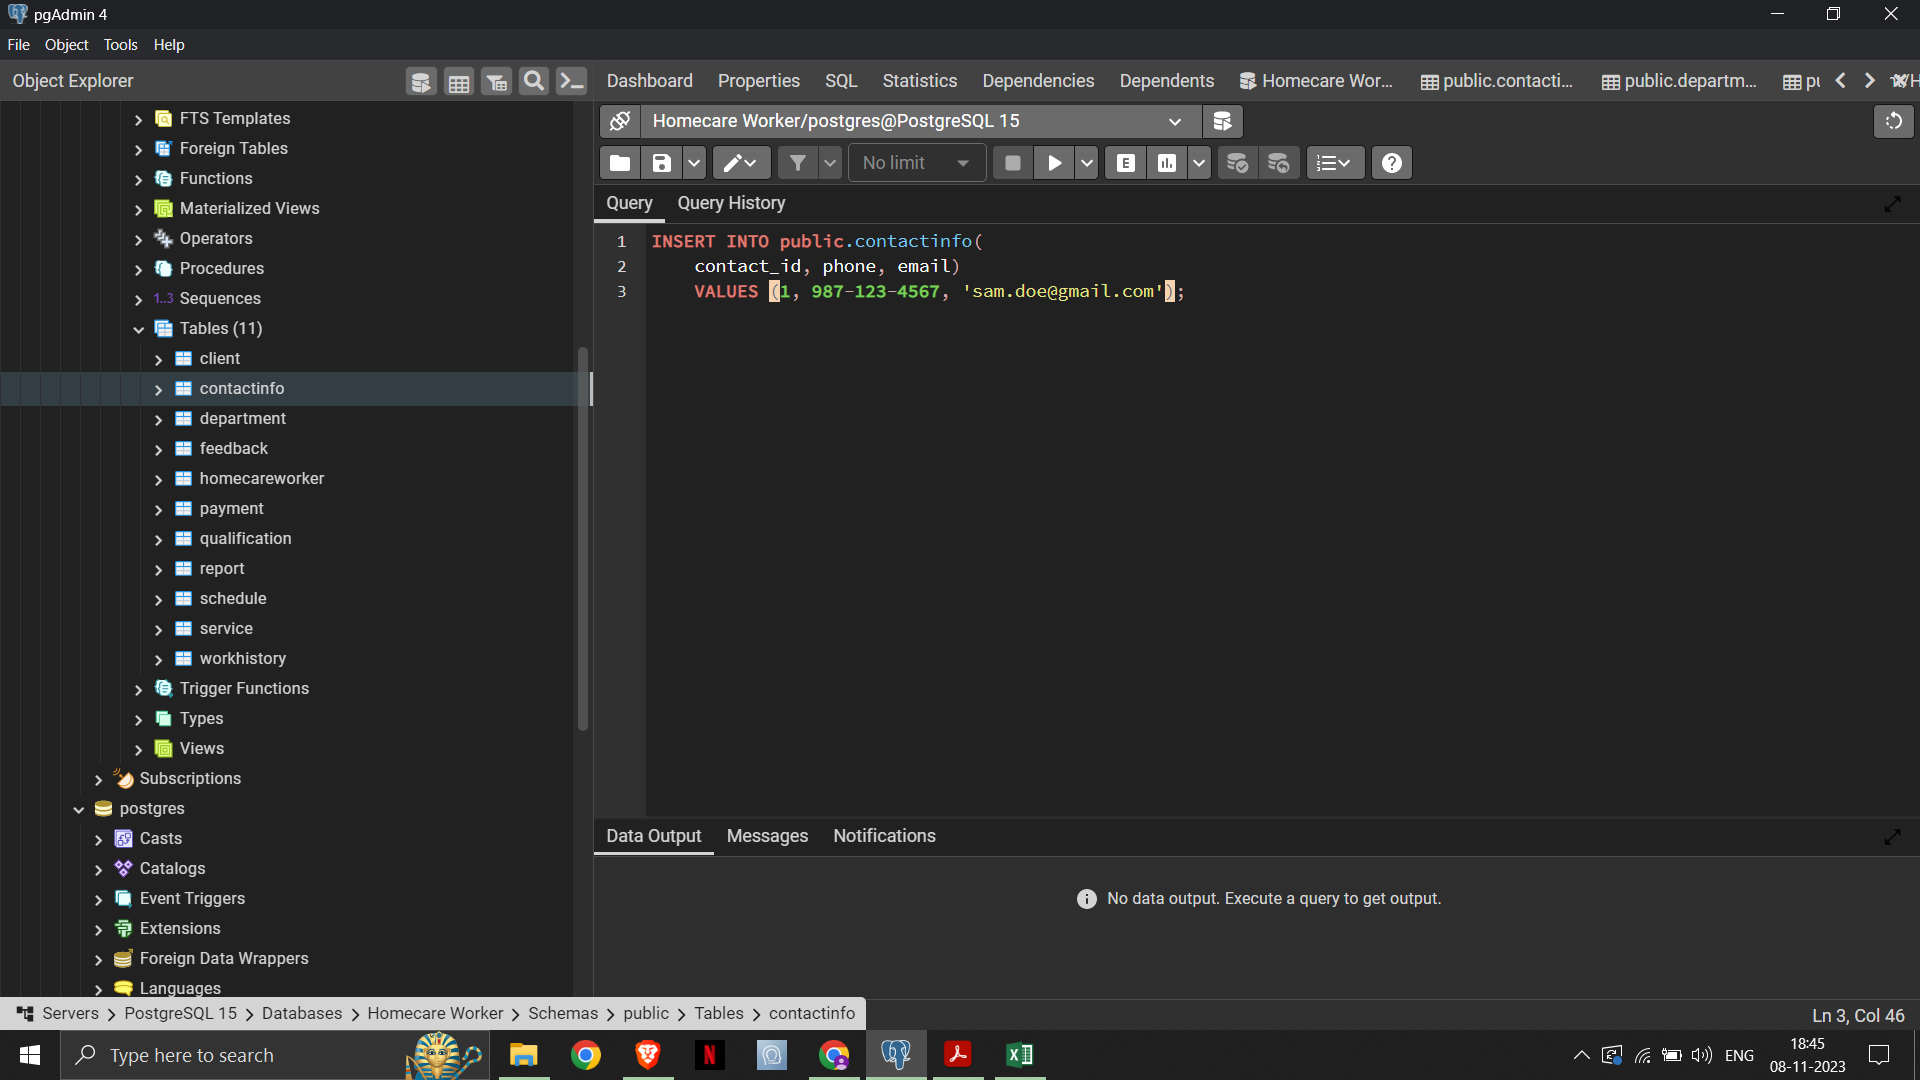 pgAdmin 4
File Object Tools Help
Object Explorer
Dashboard Properties SQL Statistics Dependencies Dependents Homecare Wor... public.contacti... public.departm...
FTS Templates
Foreign Tables
Functions
Materialized Views
Operators
Procedures
1..3 Sequences
Tables (11)
client
contactinfo
department
feedback
homecareworker
payment
qualification
report
schedule
service
workhistory
Trigger Functions
Types
Views
Subscriptions
postgres
Casts
Catalogs
Event Triggers
Extensions
Foreign Data Wrappers
Languages
Homecare Worker/postgres@PostgreSQL 15
No limit
E
Query Query History
1 INSERT INTO public.contactinfo(
2 contact_id, phone, email)
3 VALUES (1, 987-123-4567, 'sam.doe@gmail.com');
Data Output Messages Notifications
No data output. Execute a query to get output.
Servers > PostgreSQL 15 > Databases > Homecare Worker > Schemas > public > Tables > contactinfo
Ln 3, Col 46
Type here to search
ENG
18:45
08-11-2023